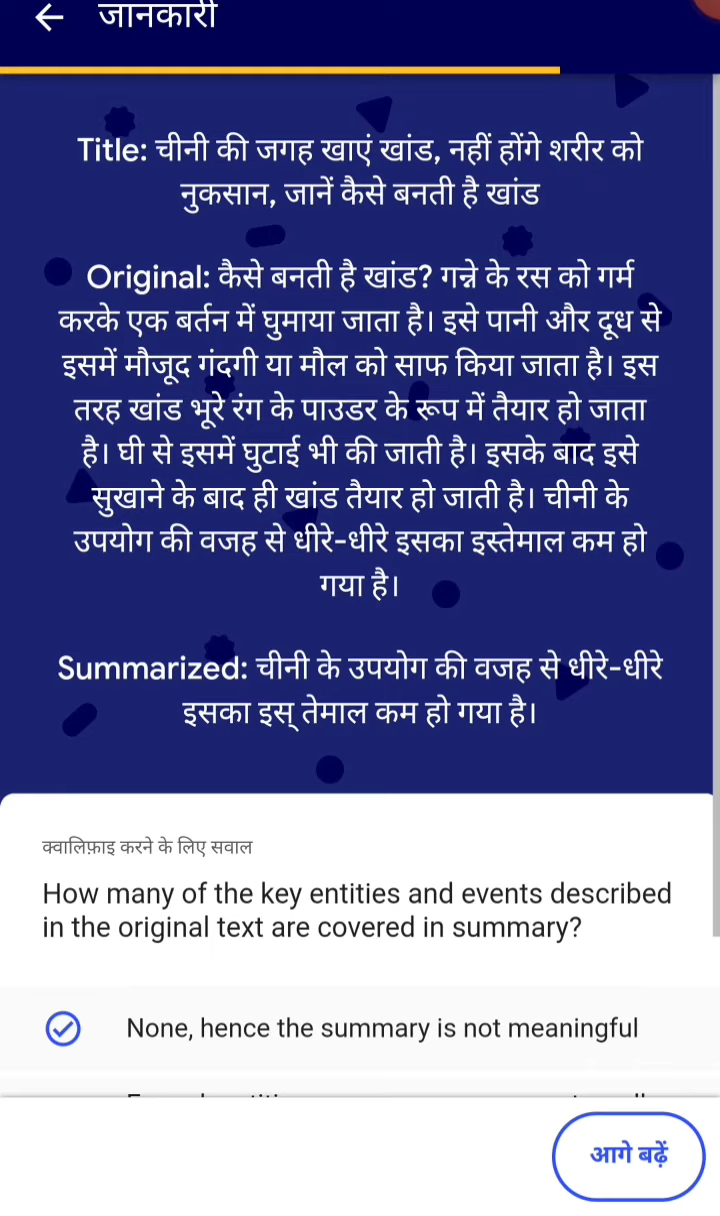 जानकारी
Title: चीनी की जगह खाएं खांड, नहीं होंगे शरीर को
नुकसान, जानें कैसे बनती है खांड
Original: कैसे बनती है खांड? गन्ने के रस को गर्म
करके एक बर्तन में घुमाया जाता है। इसे पानी और दूध से
इसमें मौजूद गंदगी या मौल को साफ किया जाता है। इस
तरह खांड भूरे रंग के पाउडर के रूप में तैयार हो जाता
है। घी से इसमें घुटाई भी की जाती है। इसके बाद इसे
सुखाने के बाद ही खांड तैयार हो जाती है। चीनी के
उपयोग की वजह से धीरे-धीरे इसका इस्तेमाल कम हो
गया है।
Summarized: चीनी के उपयोग की वजह से धीरे-धीरे
इसका इस् तेमाल कम हो गया है।
क्वालिफ़ाइ करने के लिए सवाल
How many of the key entities and events described
in the original text are covered in summary?
None, hence the summary is not meaningful
आगे बढ़ें